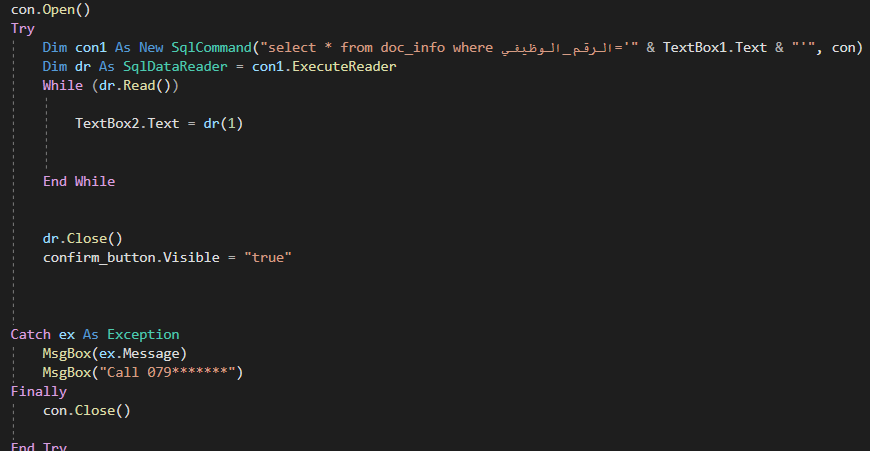 con.Open()
Try
Dim con1 As New SqlCommand("select * from doc_info where الرقم_الوظيفي='" & TextBox1.Text & "'", con)
Dim dr As SqlDataReader = con1.ExecuteReader
While (dr.Read())
TextBox2.Text = dr(1)
End While
dr.Close()
confirm_button.Visible = "true"
Catch ex As Exception
MsgBox(ex.Message)
MsgBox("Call 079*******")
Finally
con.Close()
End Try